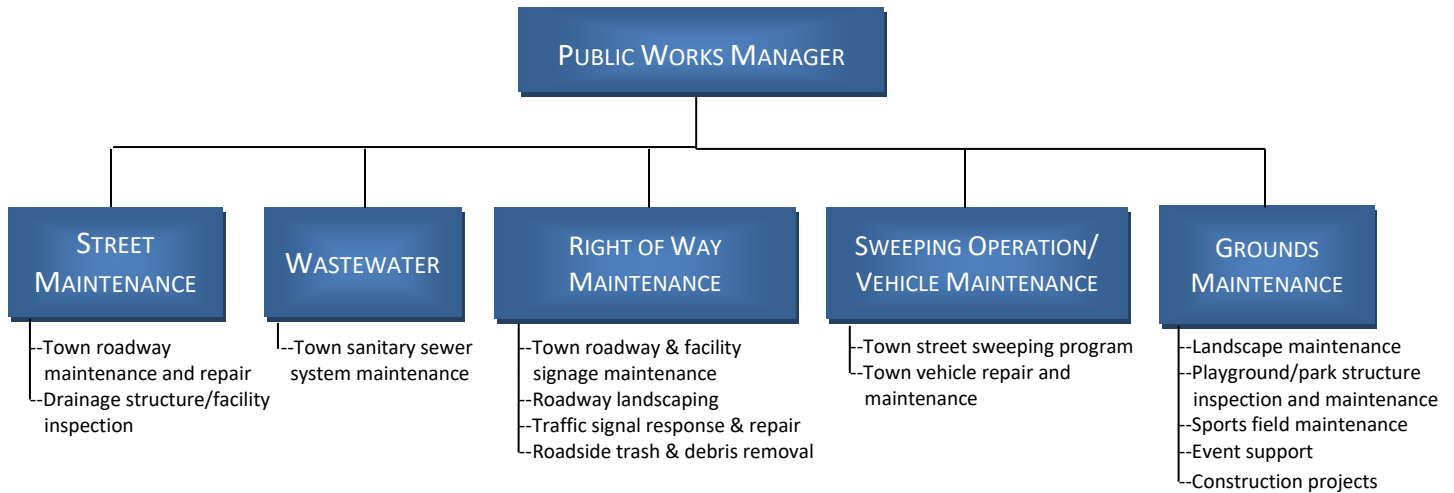 PUBLIC WORKS MANAGER
STREET
MAINTENANCE
--Town roadway
maintenance and repair
--Drainage structure/facility
inspection
WASTEWATER
--Town sanitary sewer
system maintenance
RIGHT OF WAY
MAINTENANCE
--Town roadway & facility
signage maintenance
--Roadway landscaping
--Traffic signal response & repair
--Roadside trash & debris removal
SWEEPING OPERATION/
VEHICLE MAINTENANCE
--Town street sweeping program
--Town vehicle repair and
maintenance
GROUNDS
MAINTENANCE
--Landscape maintenance
--Playground/park structure
inspection and maintenance
--Sports field maintenance
--Event support
--Construction projects